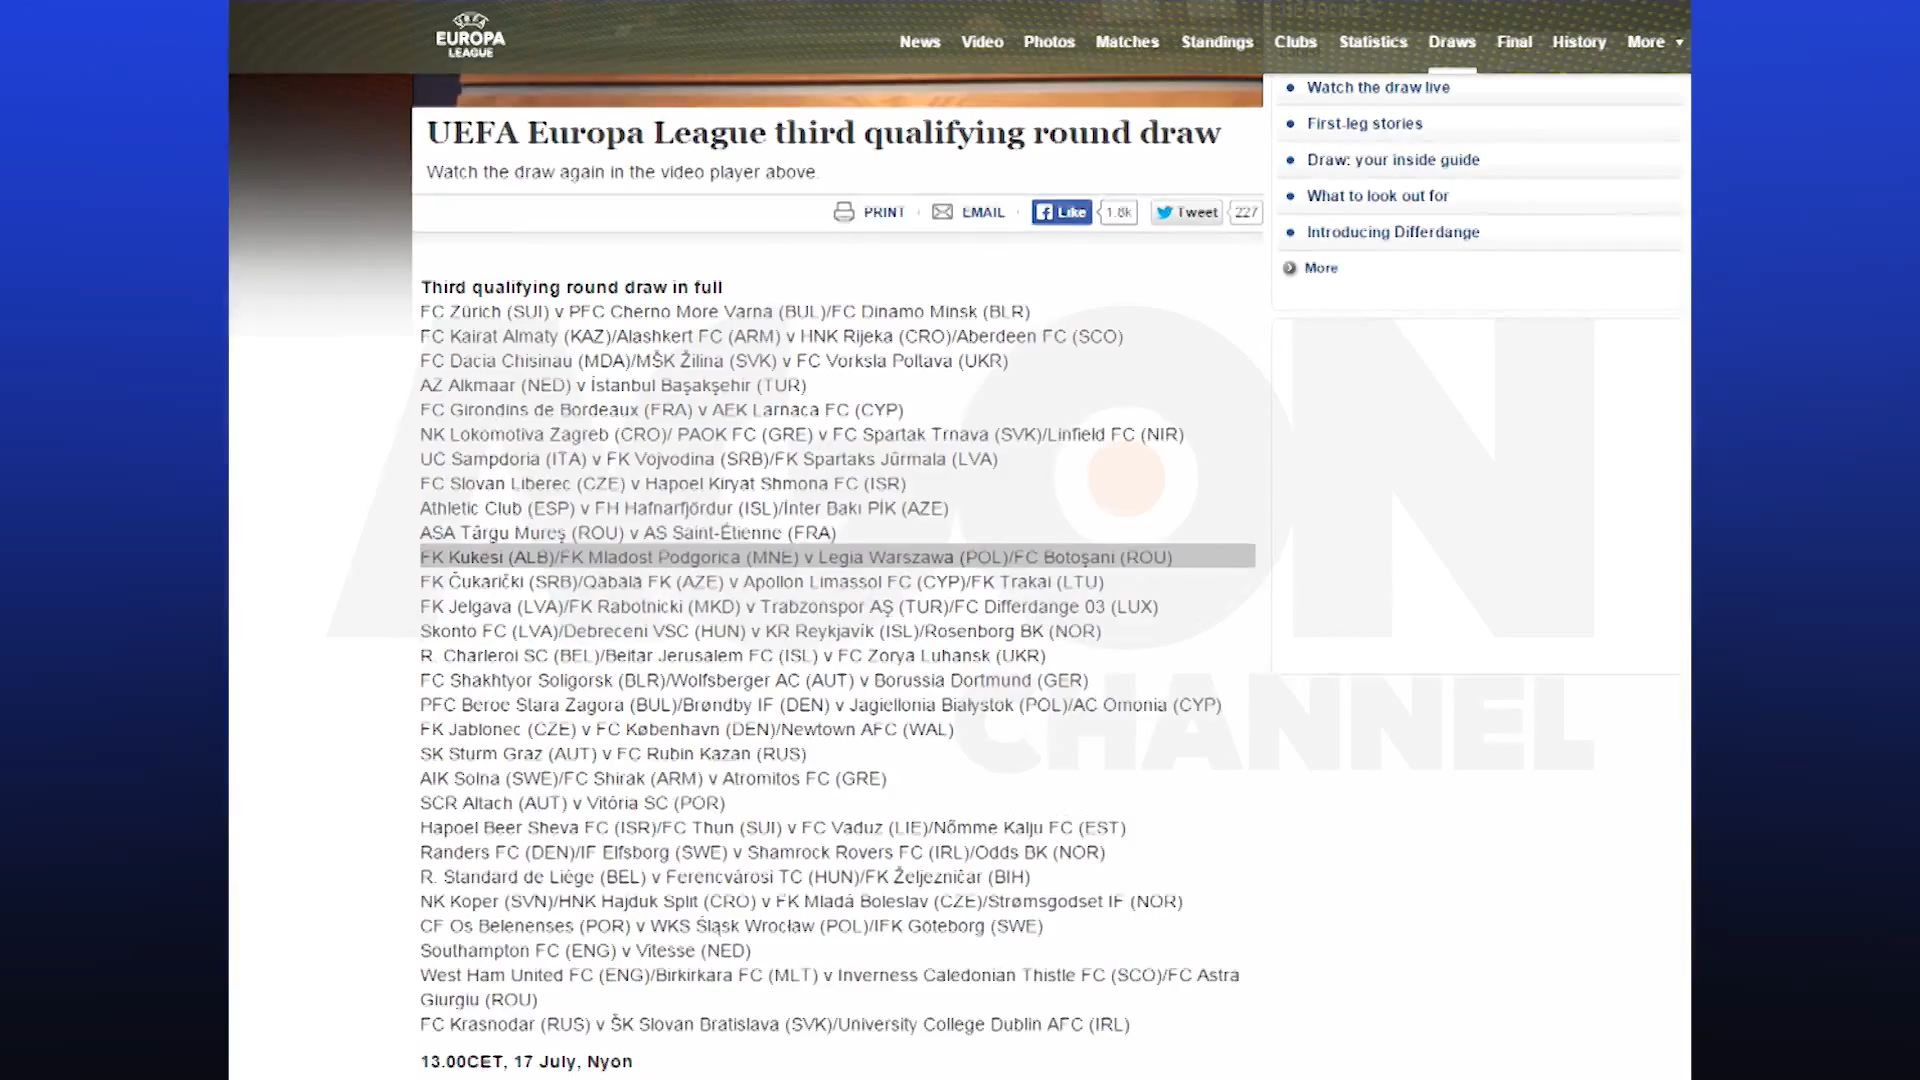 UEFA
EUROPA
LEAGUE
News Video Photos Matches Standings Clubs Statistics Draws Final History More
UEFA Europa League third qualifying round draw
Watch the draw again in the video player above.
PRINT EMAIL Like 1.8k Tweet 227
Watch the draw live
First-leg stories
Draw: your inside guide
What to look out for
Introducing Differdange
More
Third qualifying round draw in full
FC Zürich (SUI) v PFC Cherno More Varna (BUL)/FC Dinamo Minsk (BLR)
FC Kairat Almaty (KAZ)/Alashkert FC (ARM) v HNK Rijeka (CRO)/Aberdeen FC (SCO)
FC Dacia Chisinau (MDA)/MŠK Žilina (SVK) v FC Vorksla Poltava (UKR)
AZ Alkmaar (NED) v İstanbul Başakşehir (TUR)
FC Girondins de Bordeaux (FRA) v AEK Larnaca FC (CYP)
NK Lokomotiva Zagreb (CRO)/ PAOK FC (GRE) v FC Spartak Trnava (SVK)/Linfield FC (NIR)
UC Sampdoria (ITA) v FK Vojvodina (SRB)/FK Spartaks Jūrmala (LVA)
FC Slovan Liberec (CZE) v Hapoel Kiryat Shmona FC (ISR)
Athletic Club (ESP) v FH Hafnarfjördur (ISL)/İnter Bakı PİK (AZE)
ASA Târgu Mureş (ROU) v AS Saint-Étienne (FRA)
FK Kukësi (ALB)/FK Mladost Podgorica (MNE) v Legia Warszawa (POL)/FC Botoşani (ROU)
FK Čukarički (SRB)/Qäbälä FK (AZE) v Apollon Limassol FC (CYP)/FK Trakai (LTU)
FK Jelgava (LVA)/FK Rabotnicki (MKD) v Trabzonspor AŞ (TUR)/FC Differdange 03 (LUX)
Skonto FC (LVA)/Debreceni VSC (HUN) v KR Reykjavík (ISL)/Rosenborg BK (NOR)
R. Charleroi SC (BEL)/Beitar Jerusalem FC (ISL) v FC Zorya Luhansk (UKR)
FC Shakhtyor Soligorsk (BLR)/Wolfsberger AC (AUT) v Borussia Dortmund (GER)
PFC Beroe Stara Zagora (BUL)/Brøndby IF (DEN) v Jagiellonia Białystok (POL)/AC Omonia (CYP)
FK Jablonec (CZE) v FC København (DEN)/Newtown AFC (WAL)
SK Sturm Graz (AUT) v FC Rubin Kazan (RUS)
AIK Solna (SWE)/FC Shirak (ARM) v Atromitos FC (GRE)
SCR Altach (AUT) v Vitória SC (POR)
Hapoel Beer Sheva FC (ISR)/FC Thun (SUI) v FC Vaduz (LIE)/Nõmme Kalju FC (EST)
Randers FC (DEN)/IF Elfsborg (SWE) v Shamrock Rovers FC (IRL)/Odds BK (NOR)
R. Standard de Liège (BEL) v Ferencvárosi TC (HUN)/FK Željezničar (BIH)
NK Koper (SVN)/HNK Hajduk Split (CRO) v FK Mladá Boleslav (CZE)/Strømsgodset IF (NOR)
CF Os Belenenses (POR) v WKS Śląsk Wrocław (POL)/IFK Göteborg (SWE)
Southampton FC (ENG) v Vitesse (NED)
West Ham United FC (ENG)/Birkirkara FC (MLT) v Inverness Caledonian Thistle FC (SCO)/FC Astra
Giurgiu (ROU)
FC Krasnodar (RUS) v ŠK Slovan Bratislava (SVK)/University College Dublin AFC (IRL)
13.00CET, 17 July, Nyon
CHANNEL